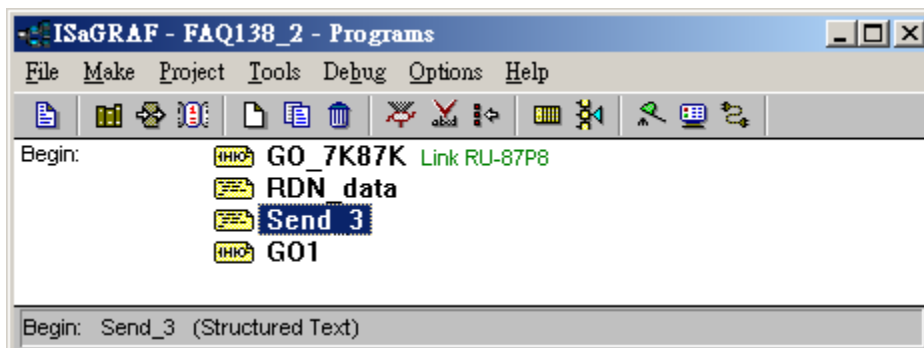 ISaGRAF - FAQ138_2 - Programs
File Make Project Tools Debug Options Help
Begin: GO_7K87K Link RU-87P8
RDN_data
Send_3
GO1
Begin: Send_3 (Structured Text)